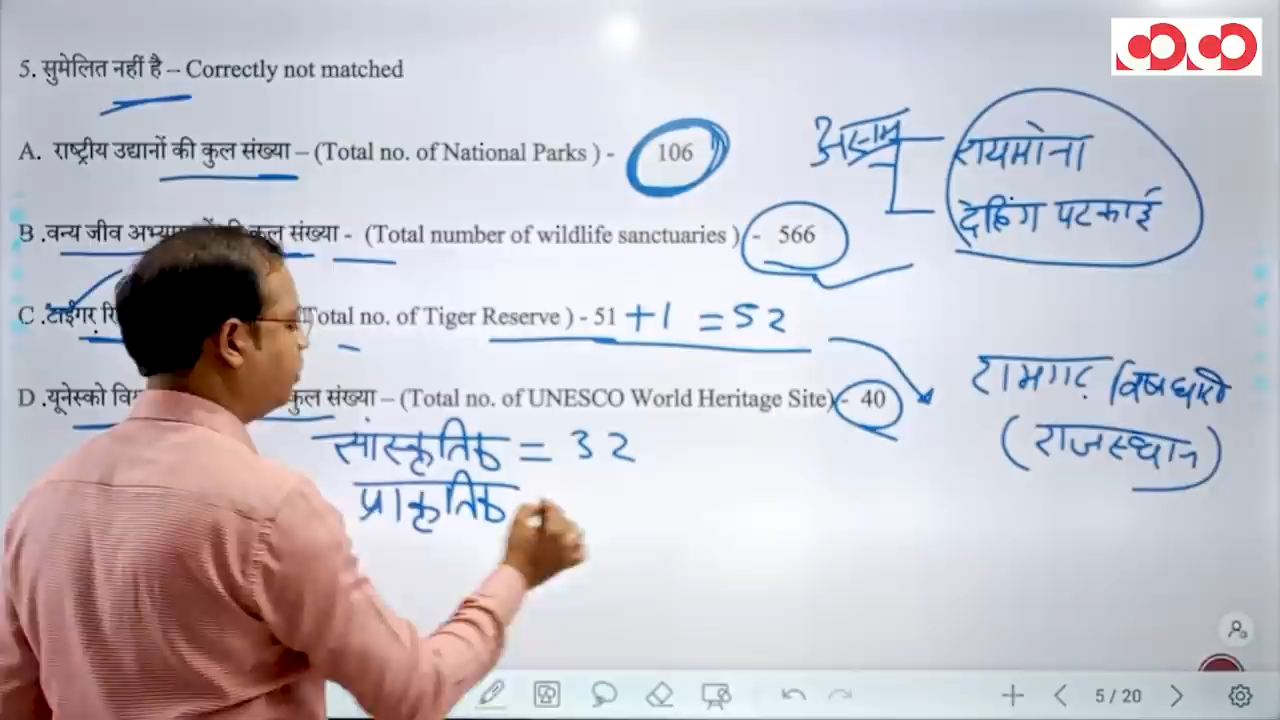 5. सुमेलित नहीं है – Correctly not matched
A. राष्ट्रीय उद्यानों की कुल संख्या – (Total no. of National Parks ) - 106
असम
रायमोना
देहिंग पटकाई
B .वन्य जीव संख्या - (Total number of wildlife sanctuaries ) - 566
C .टाईगर (Total no. of Tiger Reserve ) - 51 + 1 = 52
रामगढ़ विषधारी
(राजस्थान)
D .यूनेस्को कुल संख्या – (Total no. of UNESCO World Heritage Site) - 40
सांस्कृतिक = 32
प्राकृतिक
5 / 20